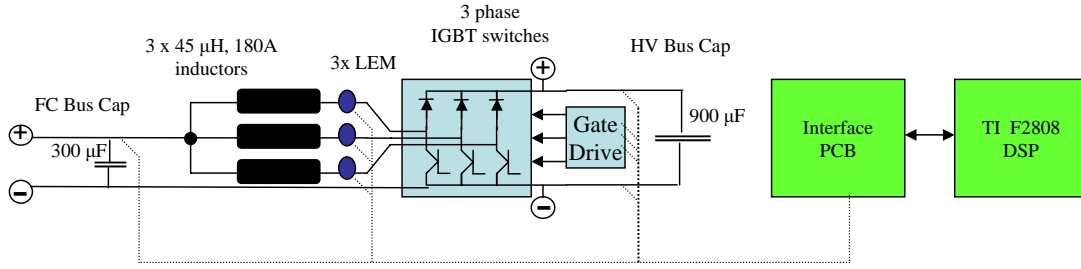 3 phase
IGBT switches
3 x 45 μH, 180A
inductors
3x LEM
HV Bus Cap
FC Bus Cap
300 μF
Gate
Drive
900 μF
Interface
PCB
TI F2808
DSP